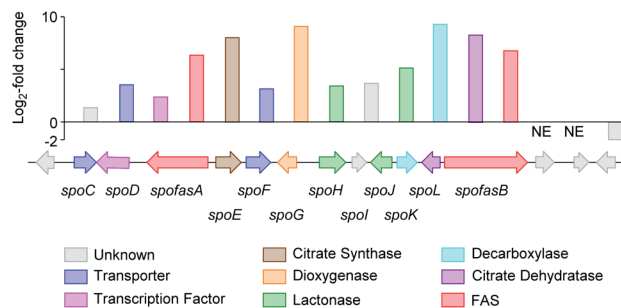 Log2-fold change
10
0
-2
NE NE
spoC spoD spofasA spoF spoH spoJ spoL spofasB
spoE spoG spoI spoK
Unknown Citrate Synthase Decarboxylase
Transporter Dioxygenase Citrate Dehydratase
Transcription Factor Lactonase FAS